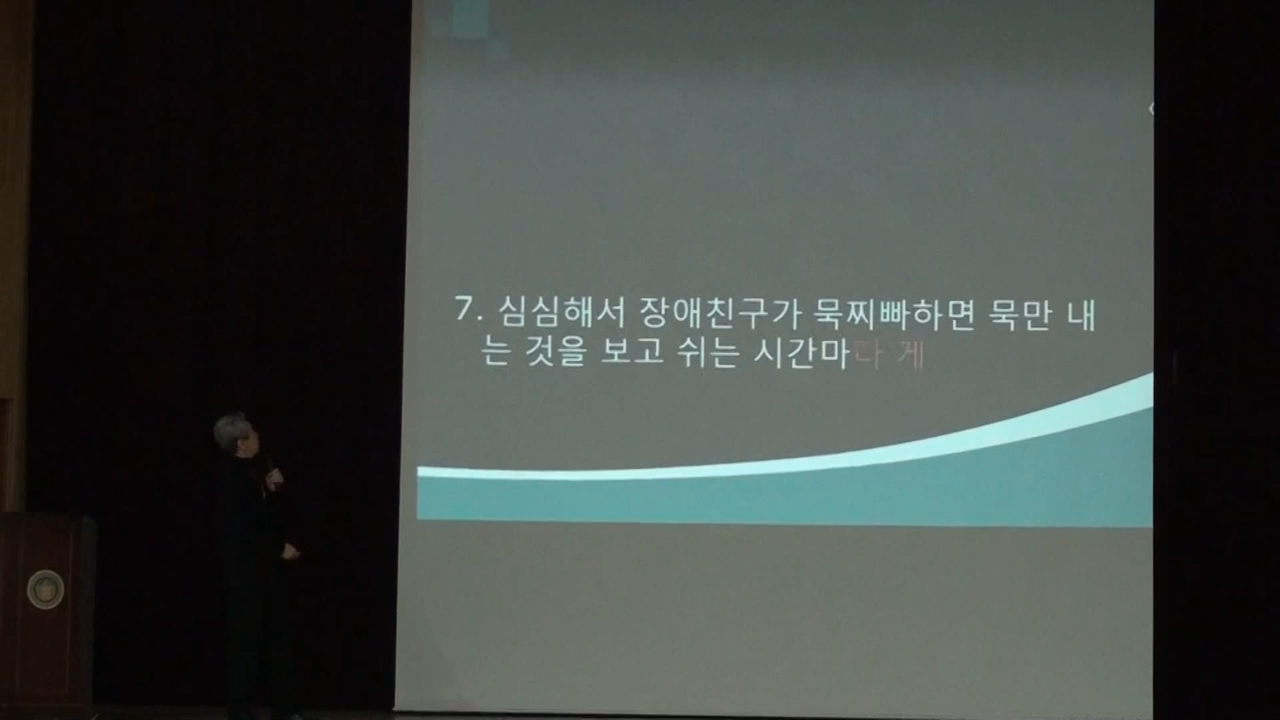 7. 심심해서 장애친구가 묵찌빠하면 묵만 내
는 것을 보고 쉬는 시간마다 게